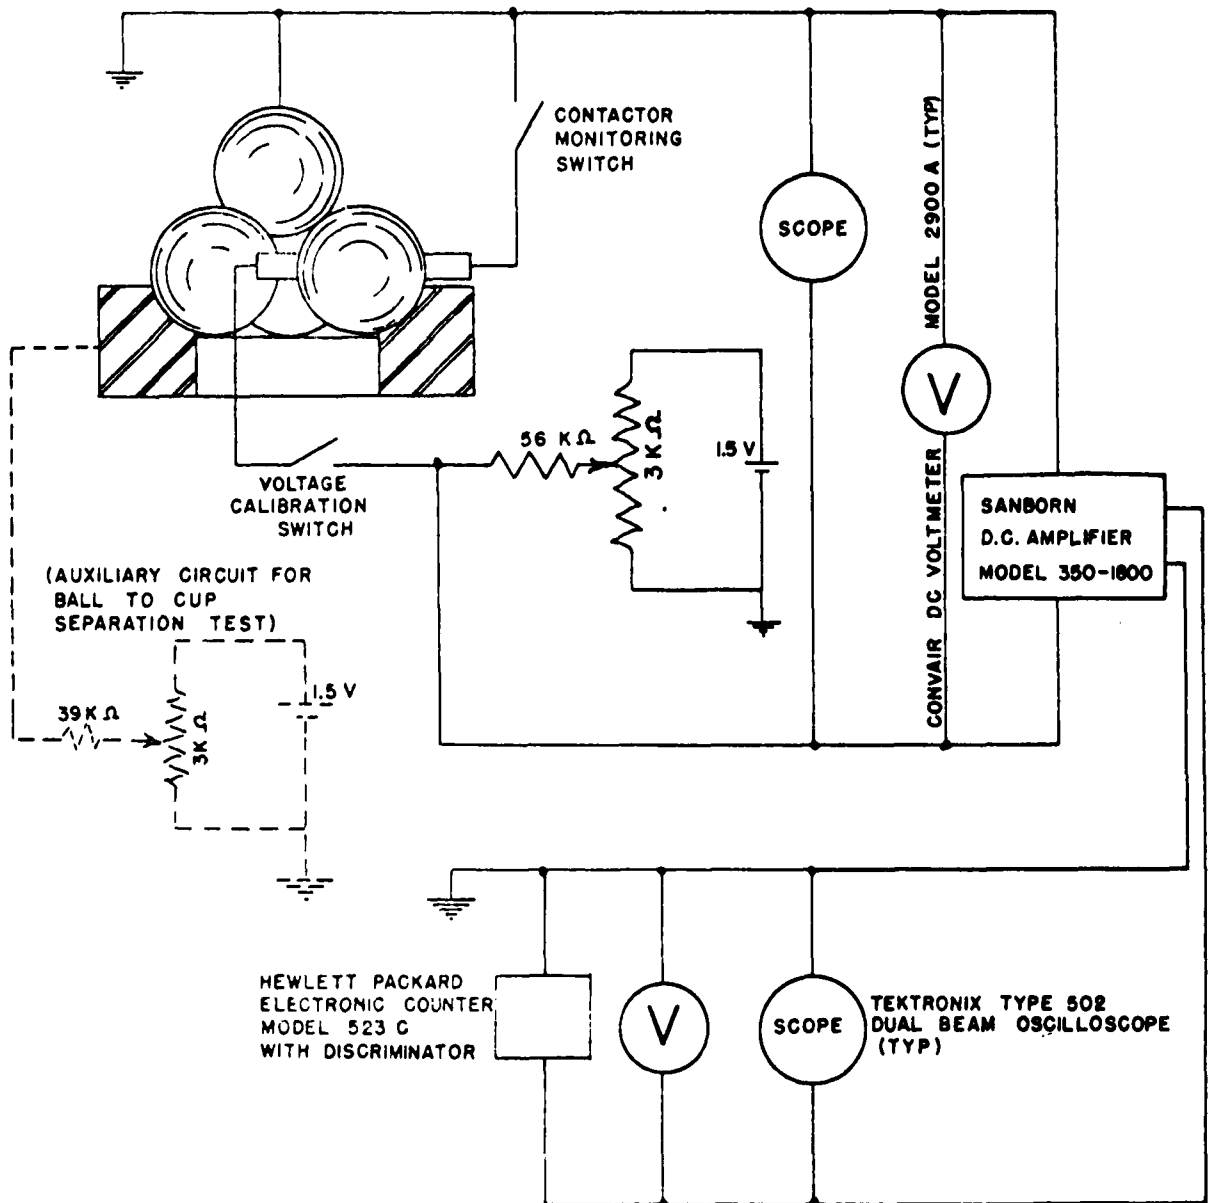 CONTACTOR
MONITORING
SWITCH
SCOPE
CONVAIR DC VOLTMETER MODEL 2900 A (TYP)
V
56 KΩ
3 KΩ
1.5 V
VOLTAGE
CALIBRATION
SWITCH
SANBORN
D.C. AMPLIFIER
MODEL 350-1800
(AUXILIARY CIRCUIT FOR
BALL TO CUP
SEPARATION TEST)
39 K Ω
3K Ω
1.5 V
HEWLETT PACKARD
ELECTRONIC COUNTER
MODEL 523 C
WITH DISCRIMINATOR
V
SCOPE
TEKTRONIX TYPE 502
DUAL BEAM OSCILLOSCOPE
(TYP)